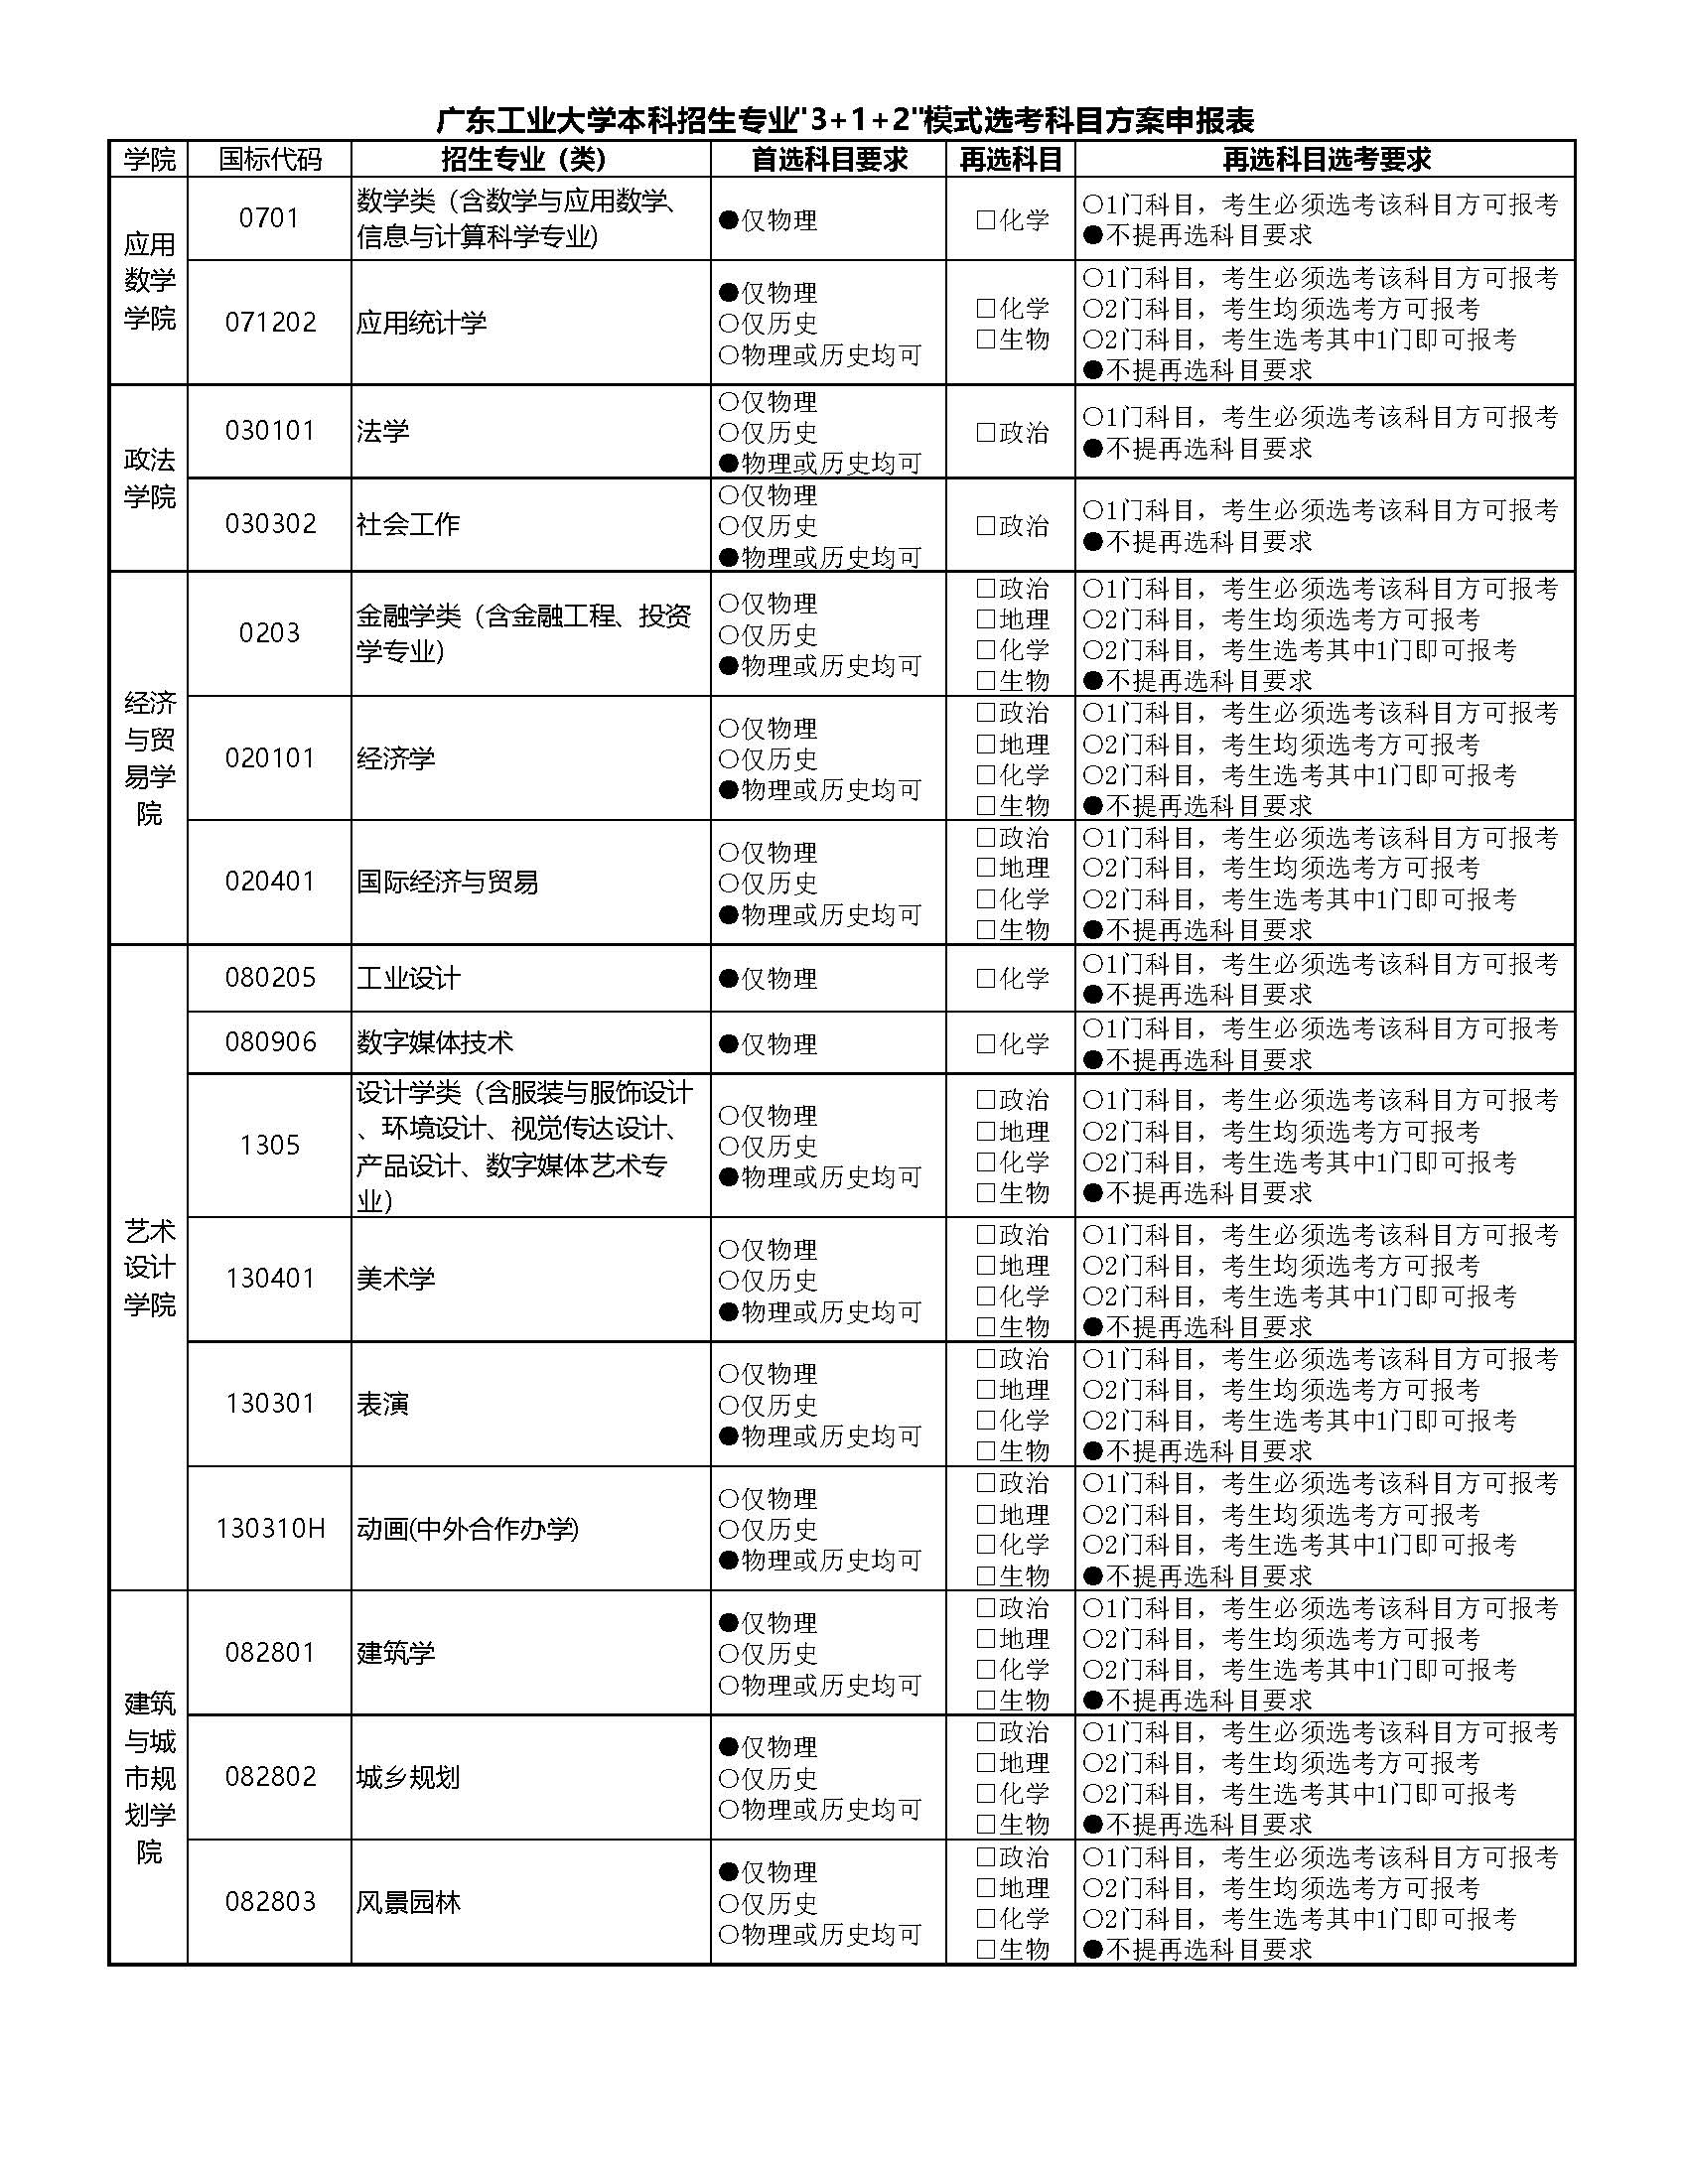 广东工业大学本科招生专业"3+1+2"模式选考科目方案申报表
学院 国标代码 招生专业（类） 首选科目要求 再选科目 再选科目选考要求
应用
数学
学院
0701
数学类（含数学与应用数学、
信息与计算科学专业）
●仅物理
□化学
○1门科目，考生必须选考该科目方可报考
●不提再选科目要求
071202
应用统计学
●仅物理
○仅历史
○物理或历史均可
□化学
□生物
○1门科目，考生必须选考该科目方可报考
○2门科目，考生均须选考方可报考
○2门科目，考生选考其中1门即可报考
●不提再选科目要求
政法
学院
030101
法学
○仅物理
○仅历史
●物理或历史均可
□政治
○1门科目，考生必须选考该科目方可报考
●不提再选科目要求
030302
社会工作
○仅物理
○仅历史
●物理或历史均可
□政治
○1门科目，考生必须选考该科目方可报考
●不提再选科目要求
经济
与贸
易学
院
0203
金融学类（含金融工程、投资
学专业）
○仅物理
○仅历史
●物理或历史均可
□政治
□地理
□化学
□生物
○1门科目，考生必须选考该科目方可报考
○2门科目，考生均须选考方可报考
○2门科目，考生选考其中1门即可报考
●不提再选科目要求
020101
经济学
○仅物理
○仅历史
●物理或历史均可
□政治
□地理
□化学
□生物
○1门科目，考生必须选考该科目方可报考
○2门科目，考生均须选考方可报考
○2门科目，考生选考其中1门即可报考
●不提再选科目要求
020401
国际经济与贸易
○仅物理
○仅历史
●物理或历史均可
□政治
□地理
□化学
□生物
○1门科目，考生必须选考该科目方可报考
○2门科目，考生均须选考方可报考
○2门科目，考生选考其中1门即可报考
●不提再选科目要求
艺术
设计
学院
080205
工业设计
●仅物理
□化学
○1门科目，考生必须选考该科目方可报考
●不提再选科目要求
080906
数字媒体技术
●仅物理
□化学
○1门科目，考生必须选考该科目方可报考
●不提再选科目要求
1305
设计学类（含服装与服饰设计
、环境设计、视觉传达设计、
产品设计、数字媒体艺术专
业）
○仅物理
○仅历史
●物理或历史均可
□政治
□地理
□化学
□生物
○1门科目，考生必须选考该科目方可报考
○2门科目，考生均须选考方可报考
○2门科目，考生选考其中1门即可报考
●不提再选科目要求
130401
美术学
○仅物理
○仅历史
●物理或历史均可
□政治
□地理
□化学
□生物
○1门科目，考生必须选考该科目方可报考
○2门科目，考生均须选考方可报考
○2门科目，考生选考其中1门即可报考
●不提再选科目要求
130301
表演
○仅物理
○仅历史
●物理或历史均可
□政治
□地理
□化学
□生物
○1门科目，考生必须选考该科目方可报考
○2门科目，考生均须选考方可报考
○2门科目，考生选考其中1门即可报考
●不提再选科目要求
130310H
动画(中外合作办学)
○仅物理
○仅历史
●物理或历史均可
□政治
□地理
□化学
□生物
○1门科目，考生必须选考该科目方可报考
○2门科目，考生均须选考方可报考
○2门科目，考生选考其中1门即可报考
●不提再选科目要求
建筑
与城
市规
划学
院
082801
建筑学
●仅物理
○仅历史
○物理或历史均可
□政治
□地理
□化学
□生物
○1门科目，考生必须选考该科目方可报考
○2门科目，考生均须选考方可报考
○2门科目，考生选考其中1门即可报考
●不提再选科目要求
082802
城乡规划
●仅物理
○仅历史
○物理或历史均可
□政治
□地理
□化学
□生物
○1门科目，考生必须选考该科目方可报考
○2门科目，考生均须选考方可报考
○2门科目，考生选考其中1门即可报考
●不提再选科目要求
082803
风景园林
●仅物理
○仅历史
○物理或历史均可
□政治
□地理
□化学
□生物
○1门科目，考生必须选考该科目方可报考
○2门科目，考生均须选考方可报考
○2门科目，考生选考其中1门即可报考
●不提再选科目要求